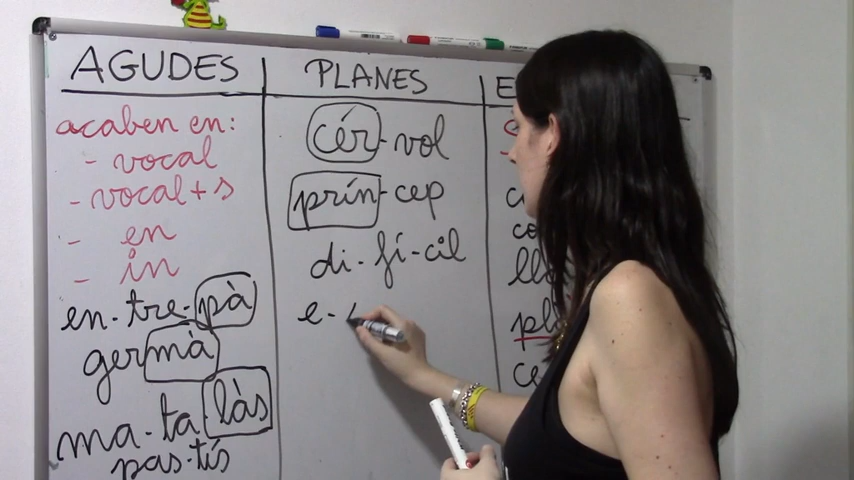 AGUDES
acaben en:
- vocal
- vocal + s
- en
- in
en-tre-pà
germà
ma-ta-làs
pas-tís
PLANES
cér-vol
prín-cep
di-fí-cil
e-